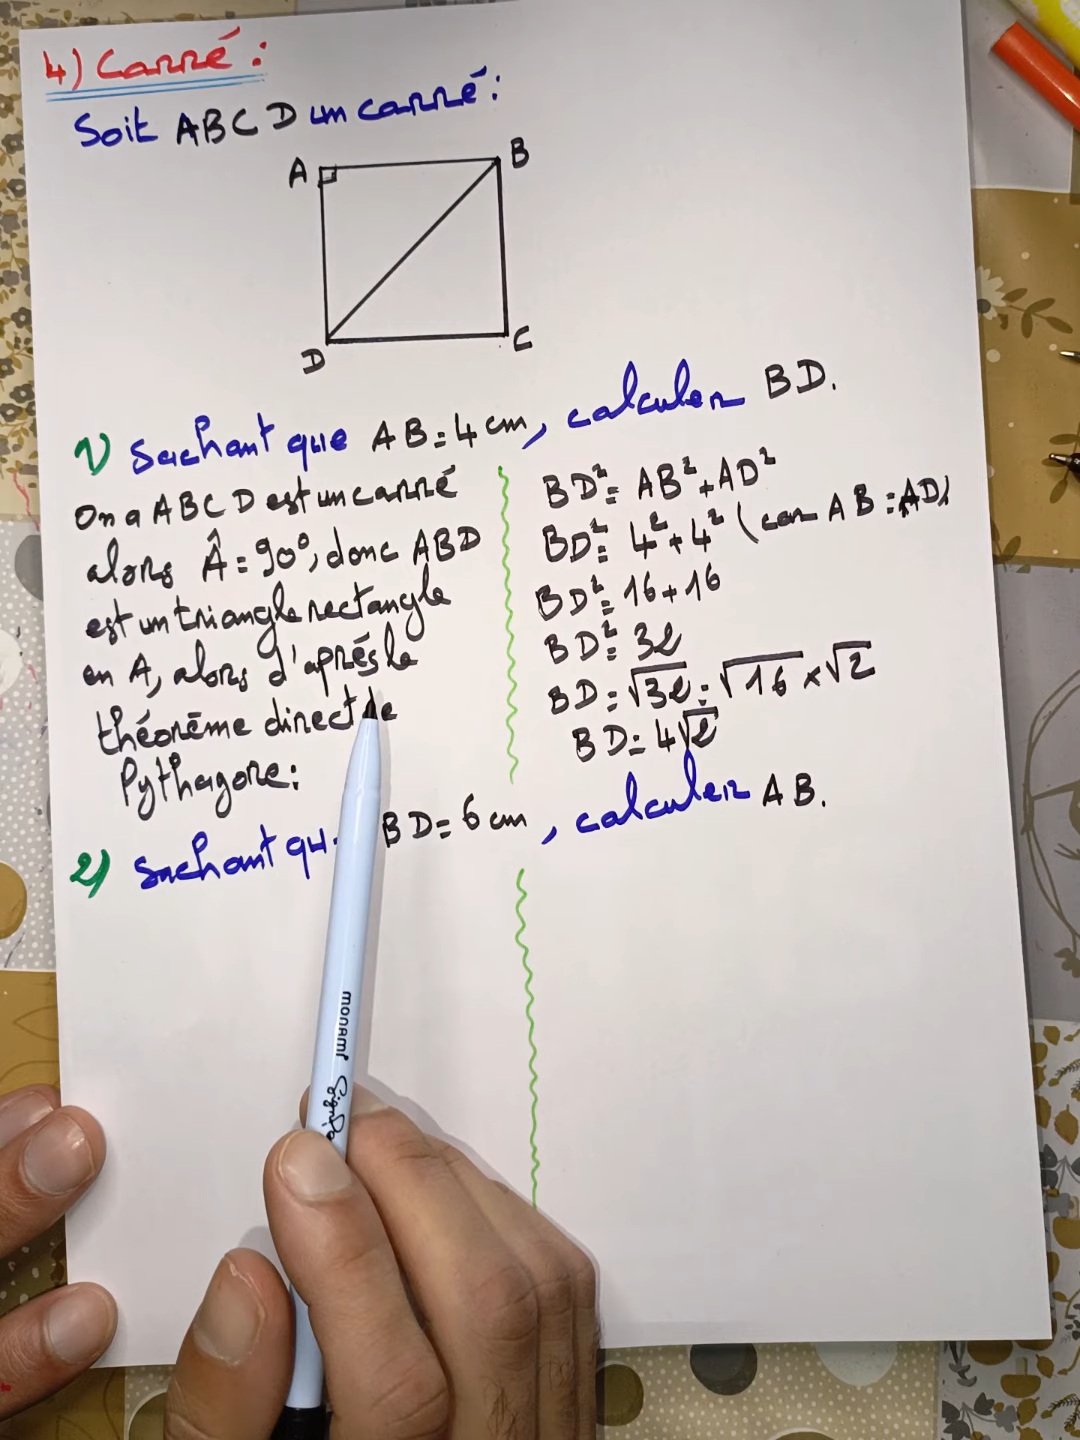 4) Carré :
Soit ABCD un carré :
A
B
D
C
1) Sachant que AB = 4 cm, calculer BD.
On a ABCD est un carré
alors Â = 90°, donc ABD
est un triangle rectangle
en A, alors d'après le
théorème direct de
Pythagore :
BD² = AB² + AD²
BD² = 4² + 4² (car AB = AD)
BD² = 16 + 16
BD² = 32
BD = √32 = √16 × √2
BD = 4√2
2) Sachant qu BD = 6 cm, calculer AB.
monami